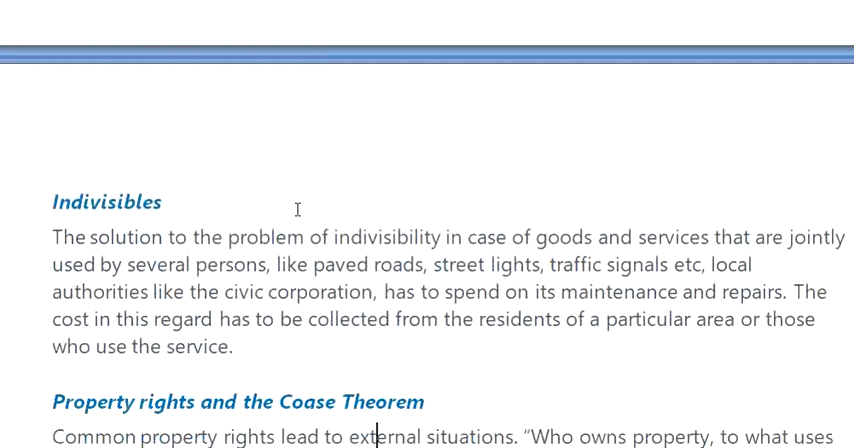 Indivisibles
The solution to the problem of indivisibility in case of goods and services that are jointly
used by several persons, like paved roads, street lights, traffic signals etc, local
authorities like the civic corporation, has to spend on its maintenance and repairs. The
cost in this regard has to be collected from the residents of a particular area or those
who use the service.
Property rights and the Coase Theorem
Common property rights lead to external situations. “Who owns property, to what uses